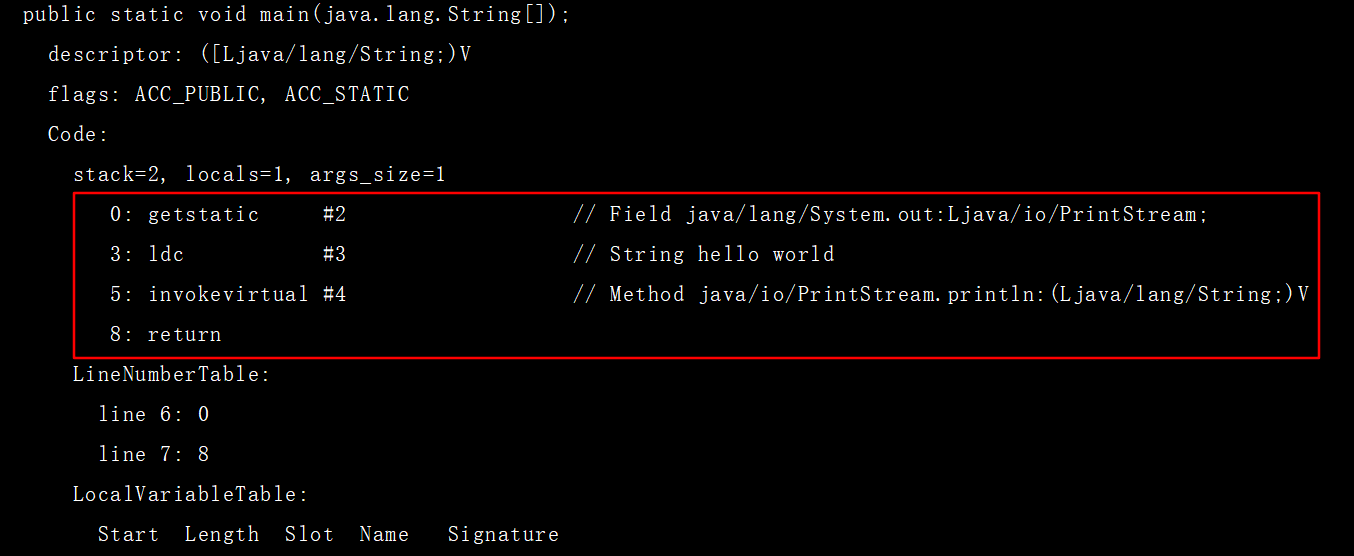 public static void main(java.lang.String[]);
descriptor: ([Ljava/lang/String;)V
flags: ACC_PUBLIC, ACC_STATIC
Code:
stack=2, locals=1, args_size=1
0: getstatic #2 // Field java/lang/System.out:Ljava/io/PrintStream;
3: ldc #3 // String hello world
5: invokevirtual #4 // Method java/io/PrintStream.println:(Ljava/lang/String;)V
8: return
LineNumberTable:
line 6: 0
line 7: 8
LocalVariableTable:
Start Length Slot Name Signature